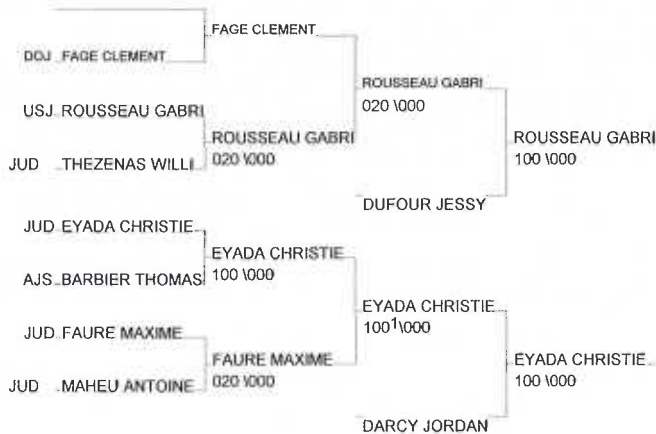 FAGE CLEMENT
DOJ FAGE CLEMENT
ROUSSEAU GABRI
020 \000
USJ ROUSSEAU GABRI
ROUSSEAU GABRI
020 \000
ROUSSEAU GABRI
100 \000
JUD THEZENAS WILLI
DUFOUR JESSY
JUD EYADA CHRISTIE
EYADA CHRISTIE
100 \000
AJS BARBIER THOMAS
EYADA CHRISTIE
100¹\000
JUD FAURE MAXIME
FAURE MAXIME
020 \000
EYADA CHRISTIE
100 \000
JUD MAHEU ANTOINE
DARCY JORDAN